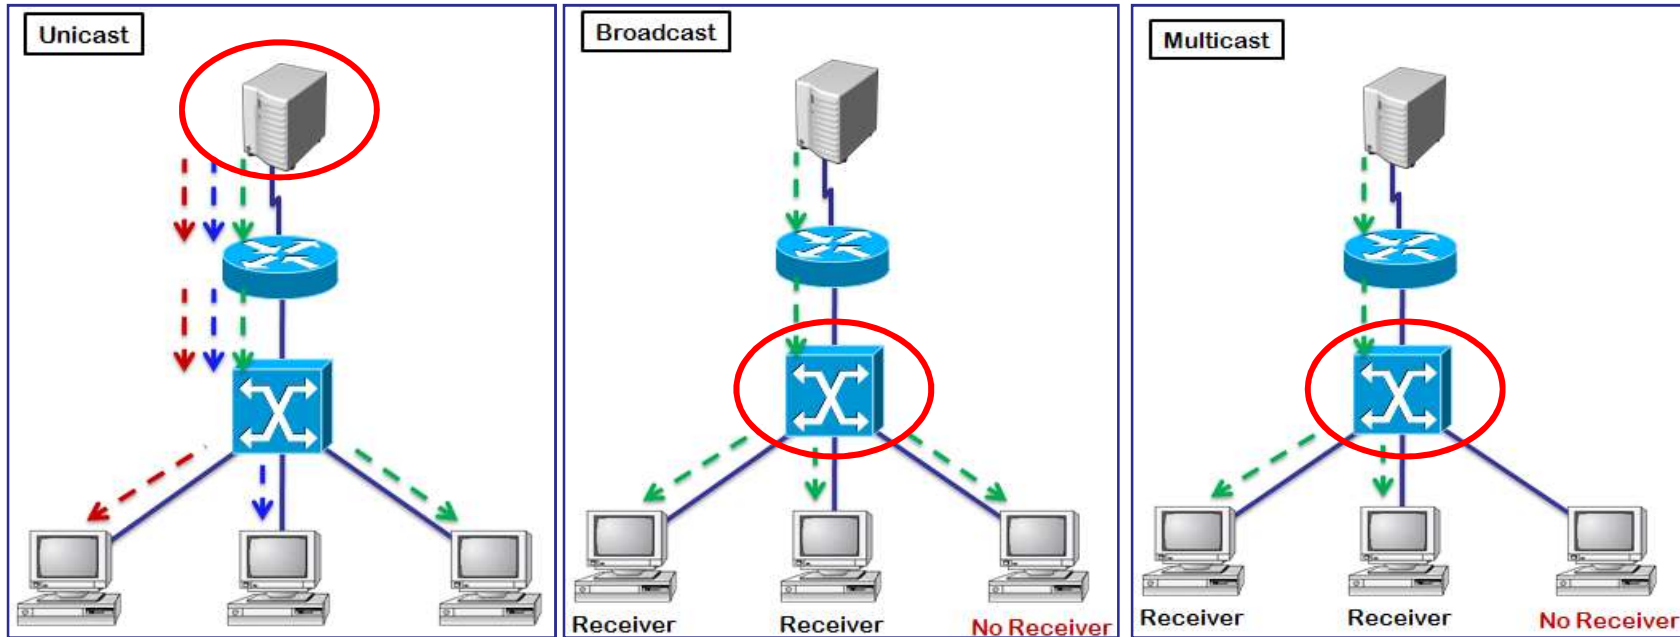 Unicast
Broadcast
Receiver
Receiver
No Receiver
Multicast
Receiver
Receiver
No Receiver